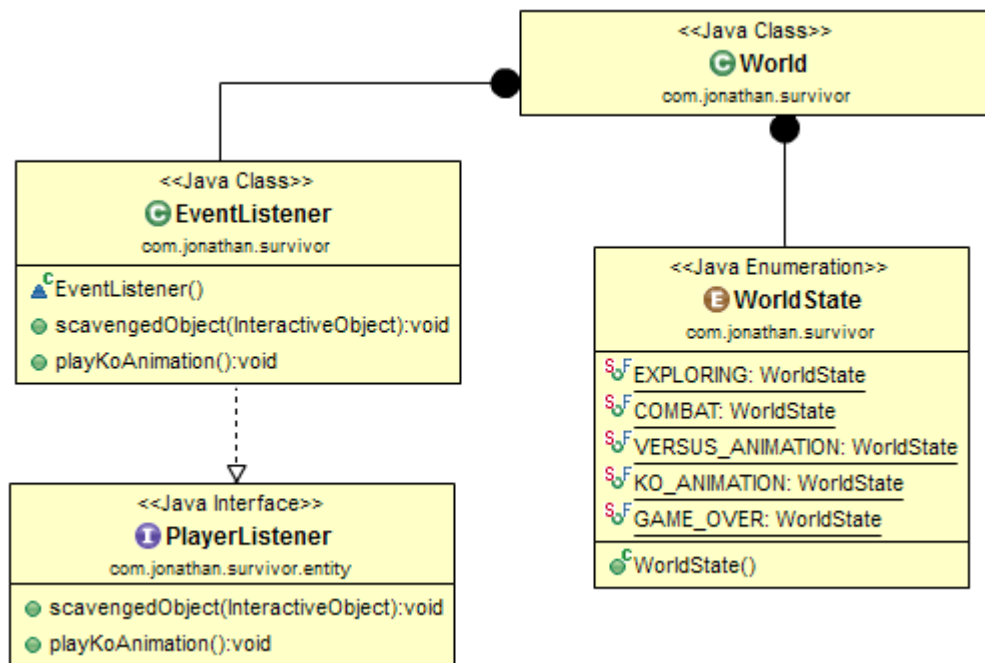 <<Java Class>>
C World
com.jonathan.survivor
<<Java Class>>
C EventListener
com.jonathan.survivor
C EventListener()
scavengedObject(InteractiveObject):void
playKoAnimation():void
<<Java Interface>>
I PlayerListener
com.jonathan.survivor.entity
scavengedObject(InteractiveObject):void
playKoAnimation():void
<<Java Enumeration>>
E WorldState
com.jonathan.survivor
S F EXPLORING: WorldState
S F COMBAT: WorldState
S F VERSUS_ANIMATION: WorldState
S F KO_ANIMATION: WorldState
S F GAME_OVER: WorldState
C WorldState()